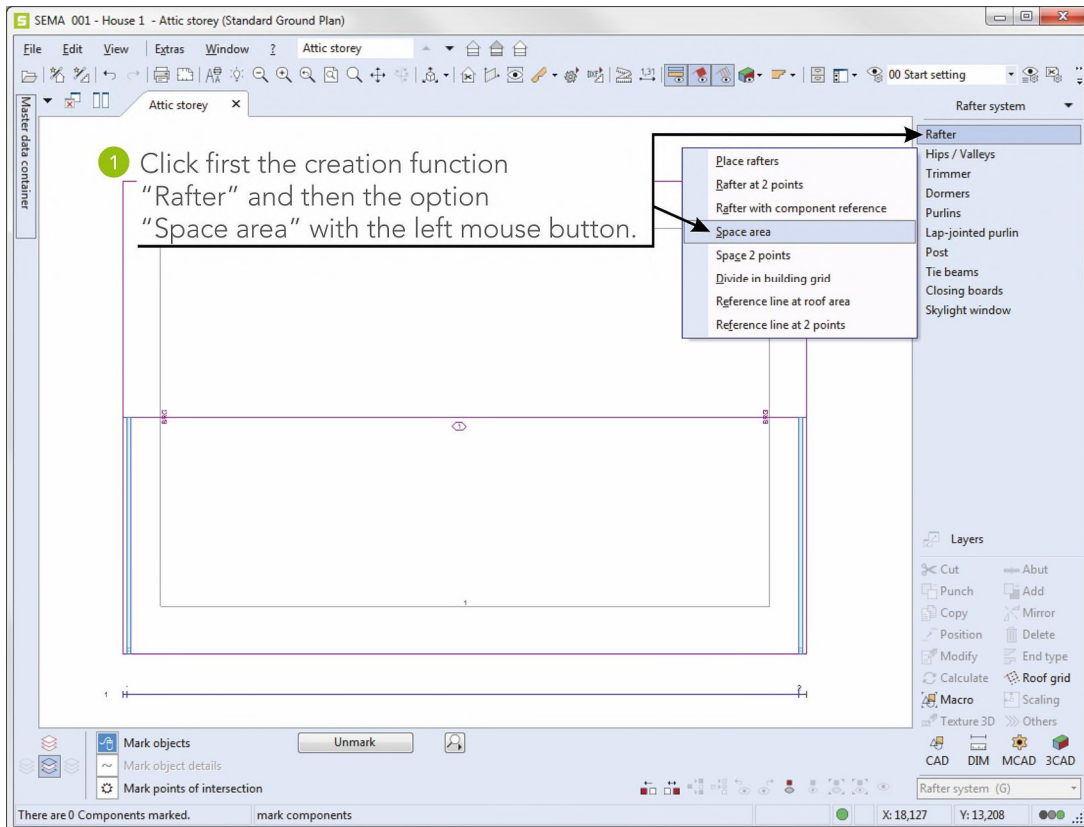 SEMA 001 - House 1 - Attic storey (Standard Ground Plan)
File Edit View Extras Window ? Attic storey
00 Start setting
Master data container
Attic storey
Rafter system
1 Click first the creation function
"Rafter" and then the option
"Space area" with the left mouse button.
Place rafters
Rafter at 2 points
Rafter with component reference
Space area
Space 2 points
Divide in building grid
Reference line at roof area
Reference line at 2 points
Rafter
Hips / Valleys
Trimmer
Dormers
Purlins
Lap-jointed purlin
Post
Tie beams
Closing boards
Skylight window
1
1
1
Layers
Cut Abut
Punch Add
Copy Mirror
Position Delete
Modify End type
Calculate Roof grid
Macro Scaling
Texture 3D Others
CAD DIM MCAD 3CAD
Rafter system (G)
Mark objects Unmark
Mark object details
Mark points of intersection
There are 0 Components marked. mark components X: 18,127 Y: 13,208